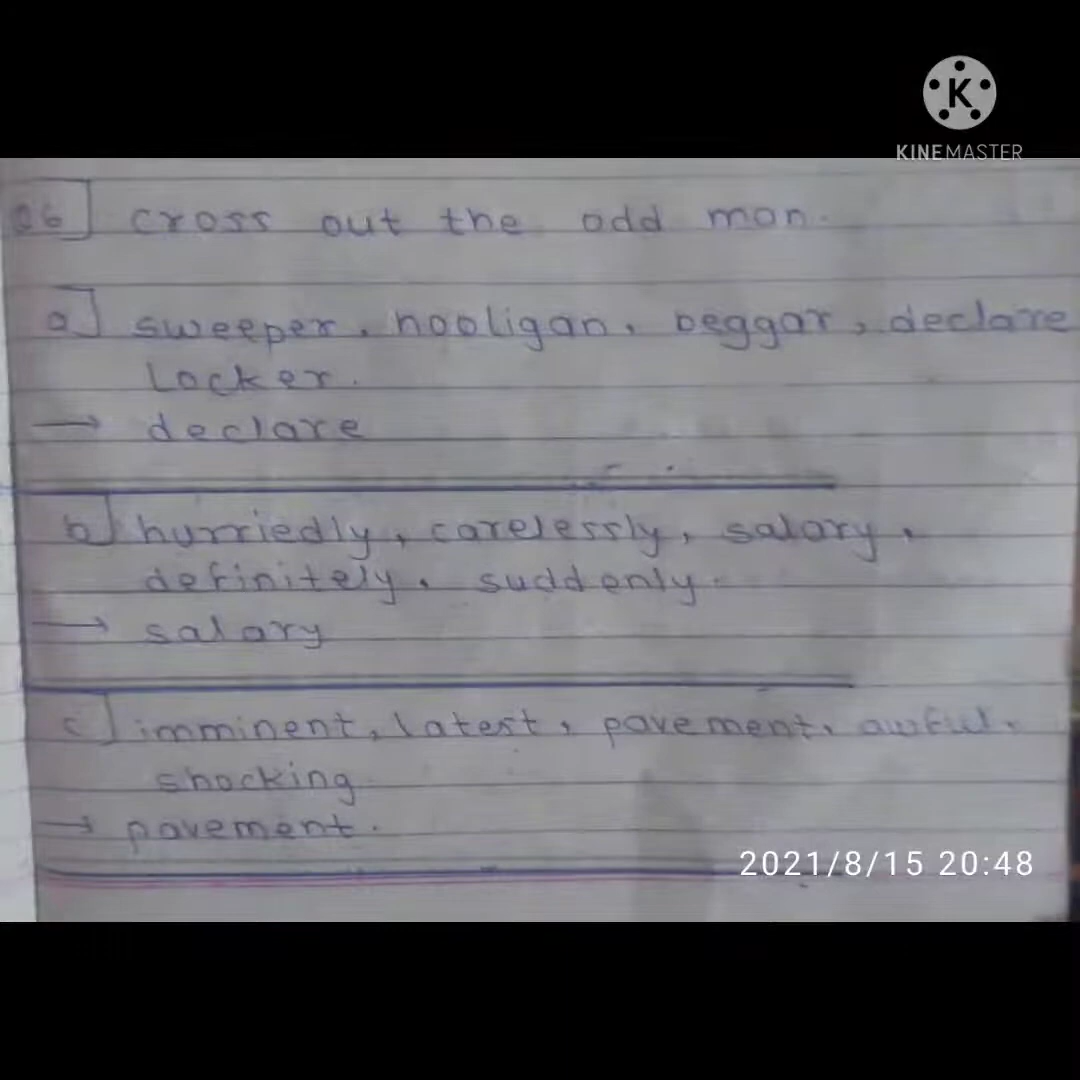 KINEMASTER
Q6] cross out the odd man.
a] sweeper, hooligan, beggar, declare
Locker.
→ declare
b] hurriedly, carelessly, salary,
definitely, suddenly.
→ salary
c] imminent, latest, pavement, awful,
shocking
→ pavement.
2021/8/15 20:48